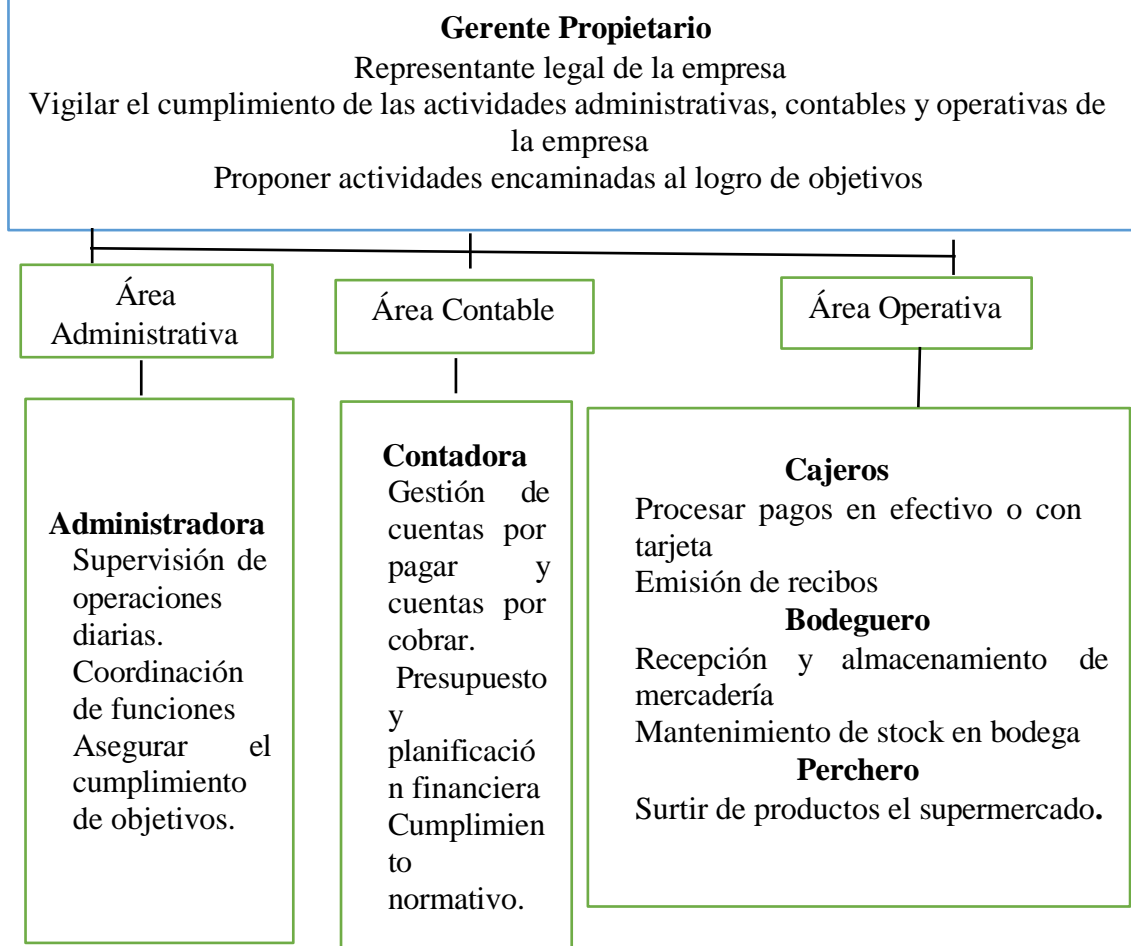 Gerente Propietario
Representante legal de la empresa
Vigilar el cumplimiento de las actividades administrativas, contables y operativas de
la empresa
Proponer actividades encaminadas al logro de objetivos
Área
Administrativa
Área Contable
Área Operativa
Administradora
Supervisión de
operaciones
diarias.
Coordinación
de funciones
Asegurar el
cumplimiento
de objetivos.
Contadora
Gestión de
cuentas por
pagar y
cuentas por
cobrar.
Presupuesto
y
planificació
n financiera
Cumplimien
to
normativo.
Cajeros
Procesar pagos en efectivo o con
tarjeta
Emisión de recibos
Bodeguero
Recepción y almacenamiento de
mercadería
Mantenimiento de stock en bodega
Perchero
Surtir de productos el supermercado.